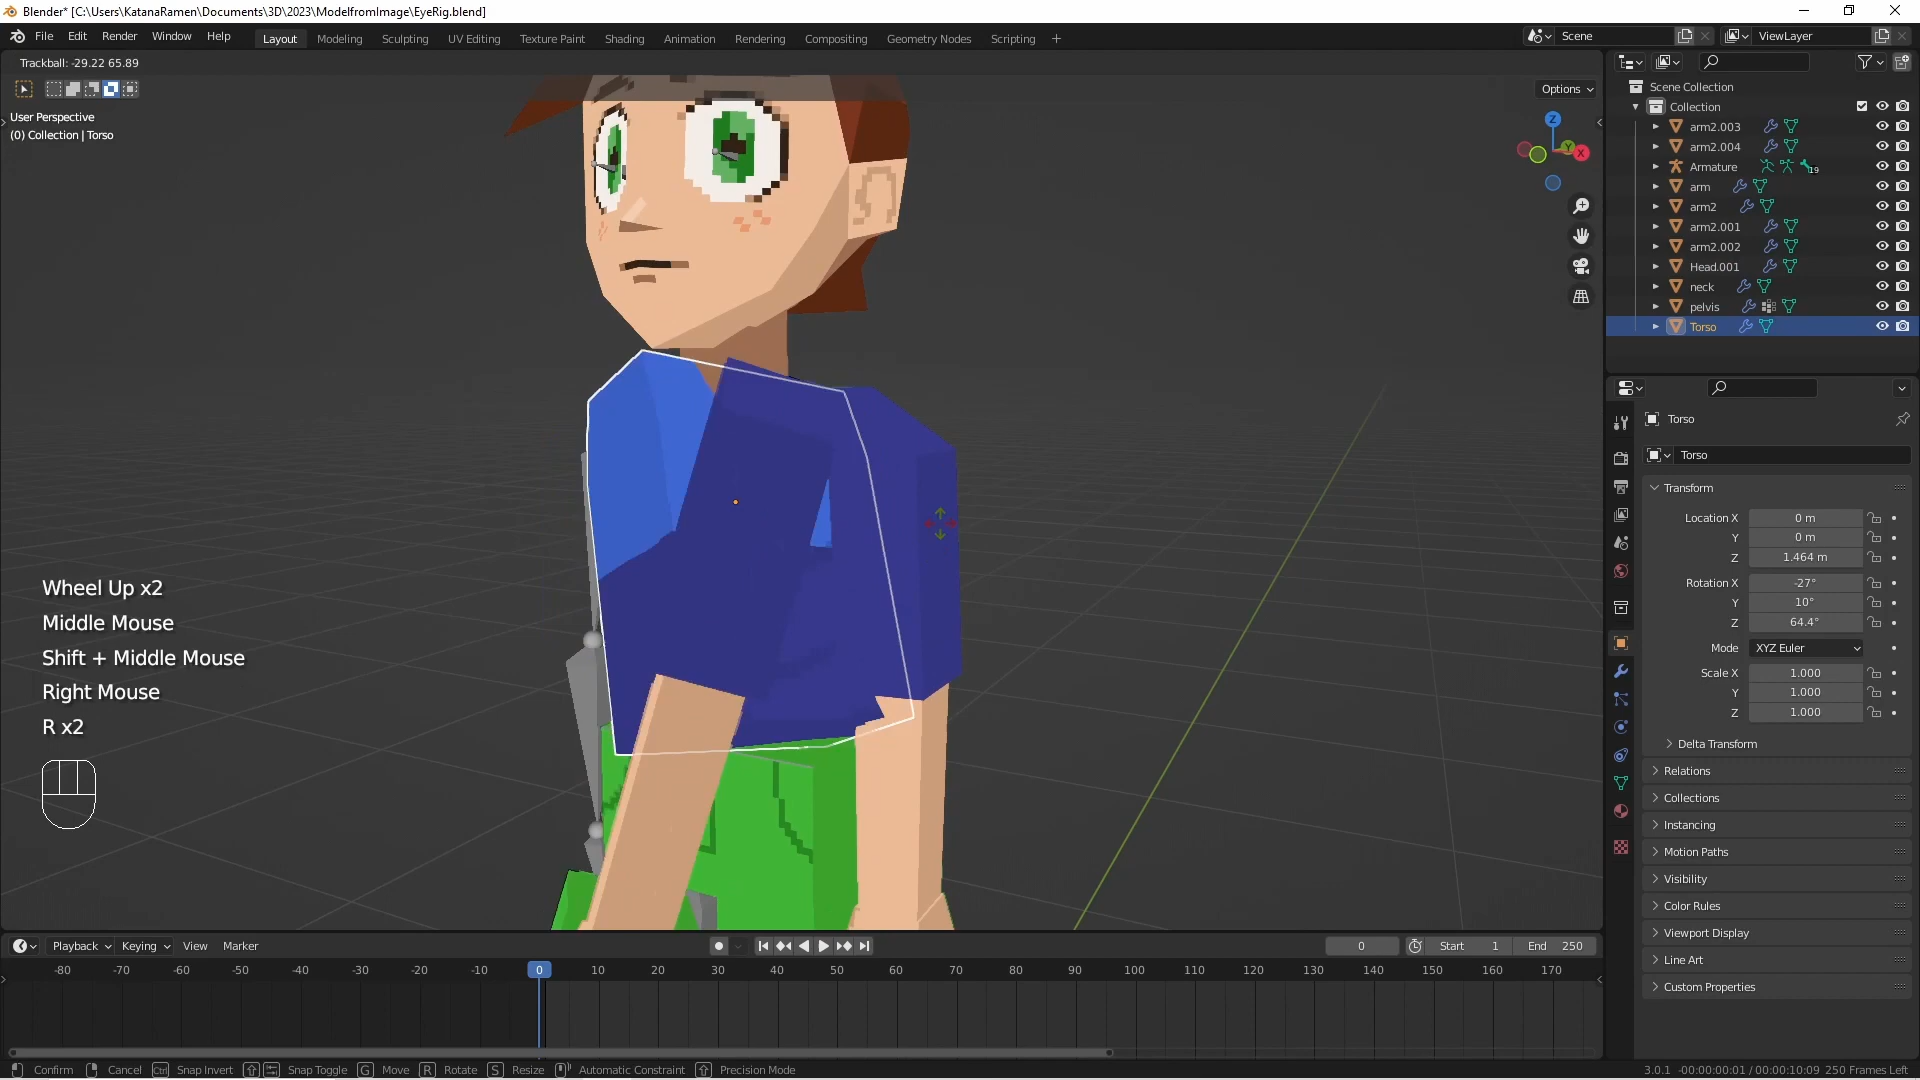 Blender* [C:\Users\KatanaRamen\Documents\3D\2023\ModelfromImage\EyeRig.blend]
File Edit Render Window Help Layout Modeling Sculpting UV Editing Texture Paint Shading Animation Rendering Compositing Geometry Nodes Scripting + Scene ViewLayer
Trackball: -29.22 65.89
Options
User Perspective
(0) Collection | Torso
Z
Y
X
Scene Collection
Collection
arm2.003
arm2.004
Armature 19
arm
arm2
arm2.001
arm2.002
Head.001
neck
pelvis
Torso
Torso
Torso
Transform
Location X 0 m
Y 0 m
Z 1.464 m
Rotation X -27°
Y 10°
Z 64.4°
Mode XYZ Euler
Scale X 1.000
Y 1.000
Z 1.000
Delta Transform
Relations
Collections
Instancing
Motion Paths
Visibility
Color Rules
Viewport Display
Line Art
Custom Properties
Wheel Up x2
Middle Mouse
Shift + Middle Mouse
Right Mouse
R x2
Playback Keying View Marker 0 Start 1 End 250
-80 -70 -60 -50 -40 -30 -20 -10 0 10 20 30 40 50 60 70 80 90 100 110 120 130 140 150 160 170
Confirm Cancel Ctrl Snap Invert Snap Toggle G Move R Rotate S Resize Automatic Constraint Precision Mode 3.0.1 -00:00:00:01 / 00:00:10:09 250 Frames Left